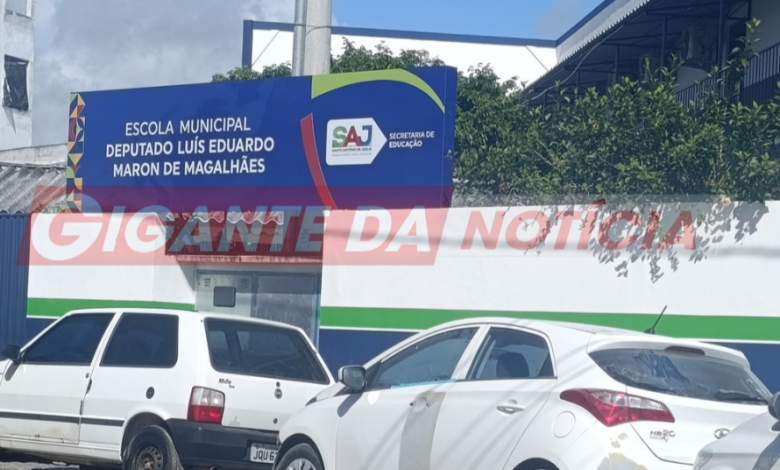 ESCOLA MUNICIPAL
DEPUTADO LUÍS EDUARDO
MARON DE MAGALHÃES
SAJ
SECRETARIA DE
EDUCAÇÃO
GIGANTE DA NOTÍCIA
HB20